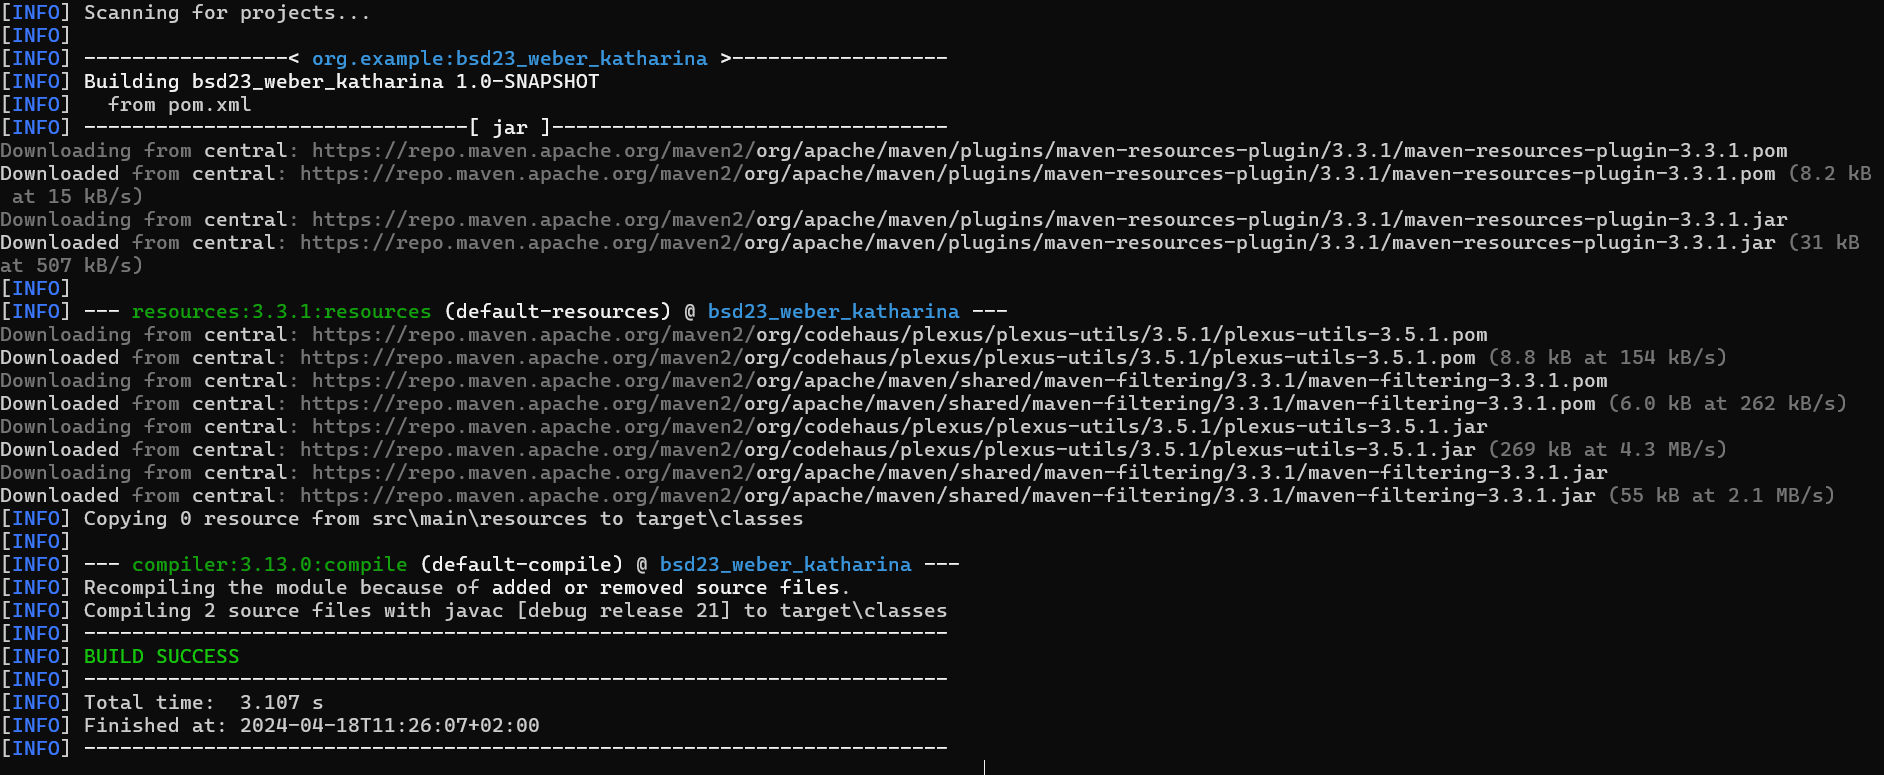 [INFO] Scanning for projects...
[INFO]
[INFO] -----------------< org.example:bsd23_weber_katharina >------------------
[INFO] Building bsd23_weber_katharina 1.0-SNAPSHOT
[INFO]   from pom.xml
[INFO] --------------------------------[ jar ]---------------------------------
Downloading from central: https://repo.maven.apache.org/maven2/org/apache/maven/plugins/maven-resources-plugin/3.3.1/maven-resources-plugin-3.3.1.pom
Downloaded from central: https://repo.maven.apache.org/maven2/org/apache/maven/plugins/maven-resources-plugin/3.3.1/maven-resources-plugin-3.3.1.pom (8.2 kB
 at 15 kB/s)
Downloading from central: https://repo.maven.apache.org/maven2/org/apache/maven/plugins/maven-resources-plugin/3.3.1/maven-resources-plugin-3.3.1.jar
Downloaded from central: https://repo.maven.apache.org/maven2/org/apache/maven/plugins/maven-resources-plugin/3.3.1/maven-resources-plugin-3.3.1.jar (31 kB
at 507 kB/s)
[INFO]
[INFO] --- resources:3.3.1:resources (default-resources) @ bsd23_weber_katharina ---
Downloading from central: https://repo.maven.apache.org/maven2/org/codehaus/plexus/plexus-utils/3.5.1/plexus-utils-3.5.1.pom
Downloaded from central: https://repo.maven.apache.org/maven2/org/codehaus/plexus/plexus-utils/3.5.1/plexus-utils-3.5.1.pom (8.8 kB at 154 kB/s)
Downloading from central: https://repo.maven.apache.org/maven2/org/apache/maven/shared/maven-filtering/3.3.1/maven-filtering-3.3.1.pom
Downloaded from central: https://repo.maven.apache.org/maven2/org/apache/maven/shared/maven-filtering/3.3.1/maven-filtering-3.3.1.pom (6.0 kB at 262 kB/s)
Downloading from central: https://repo.maven.apache.org/maven2/org/codehaus/plexus/plexus-utils/3.5.1/plexus-utils-3.5.1.jar
Downloaded from central: https://repo.maven.apache.org/maven2/org/codehaus/plexus/plexus-utils/3.5.1/plexus-utils-3.5.1.jar (269 kB at 4.3 MB/s)
Downloading from central: https://repo.maven.apache.org/maven2/org/apache/maven/shared/maven-filtering/3.3.1/maven-filtering-3.3.1.jar
Downloaded from central: https://repo.maven.apache.org/maven2/org/apache/maven/shared/maven-filtering/3.3.1/maven-filtering-3.3.1.jar (55 kB at 2.1 MB/s)
[INFO] Copying 0 resource from src\main\resources to target\classes
[INFO]
[INFO] --- compiler:3.13.0:compile (default-compile) @ bsd23_weber_katharina ---
[INFO] Recompiling the module because of added or removed source files.
[INFO] Compiling 2 source files with javac [debug release 21] to target\classes
[INFO] ------------------------------------------------------------------------
[INFO] BUILD SUCCESS
[INFO] ------------------------------------------------------------------------
[INFO] Total time:  3.107 s
[INFO] Finished at: 2024-04-18T11:26:07+02:00
[INFO] ------------------------------------------------------------------------